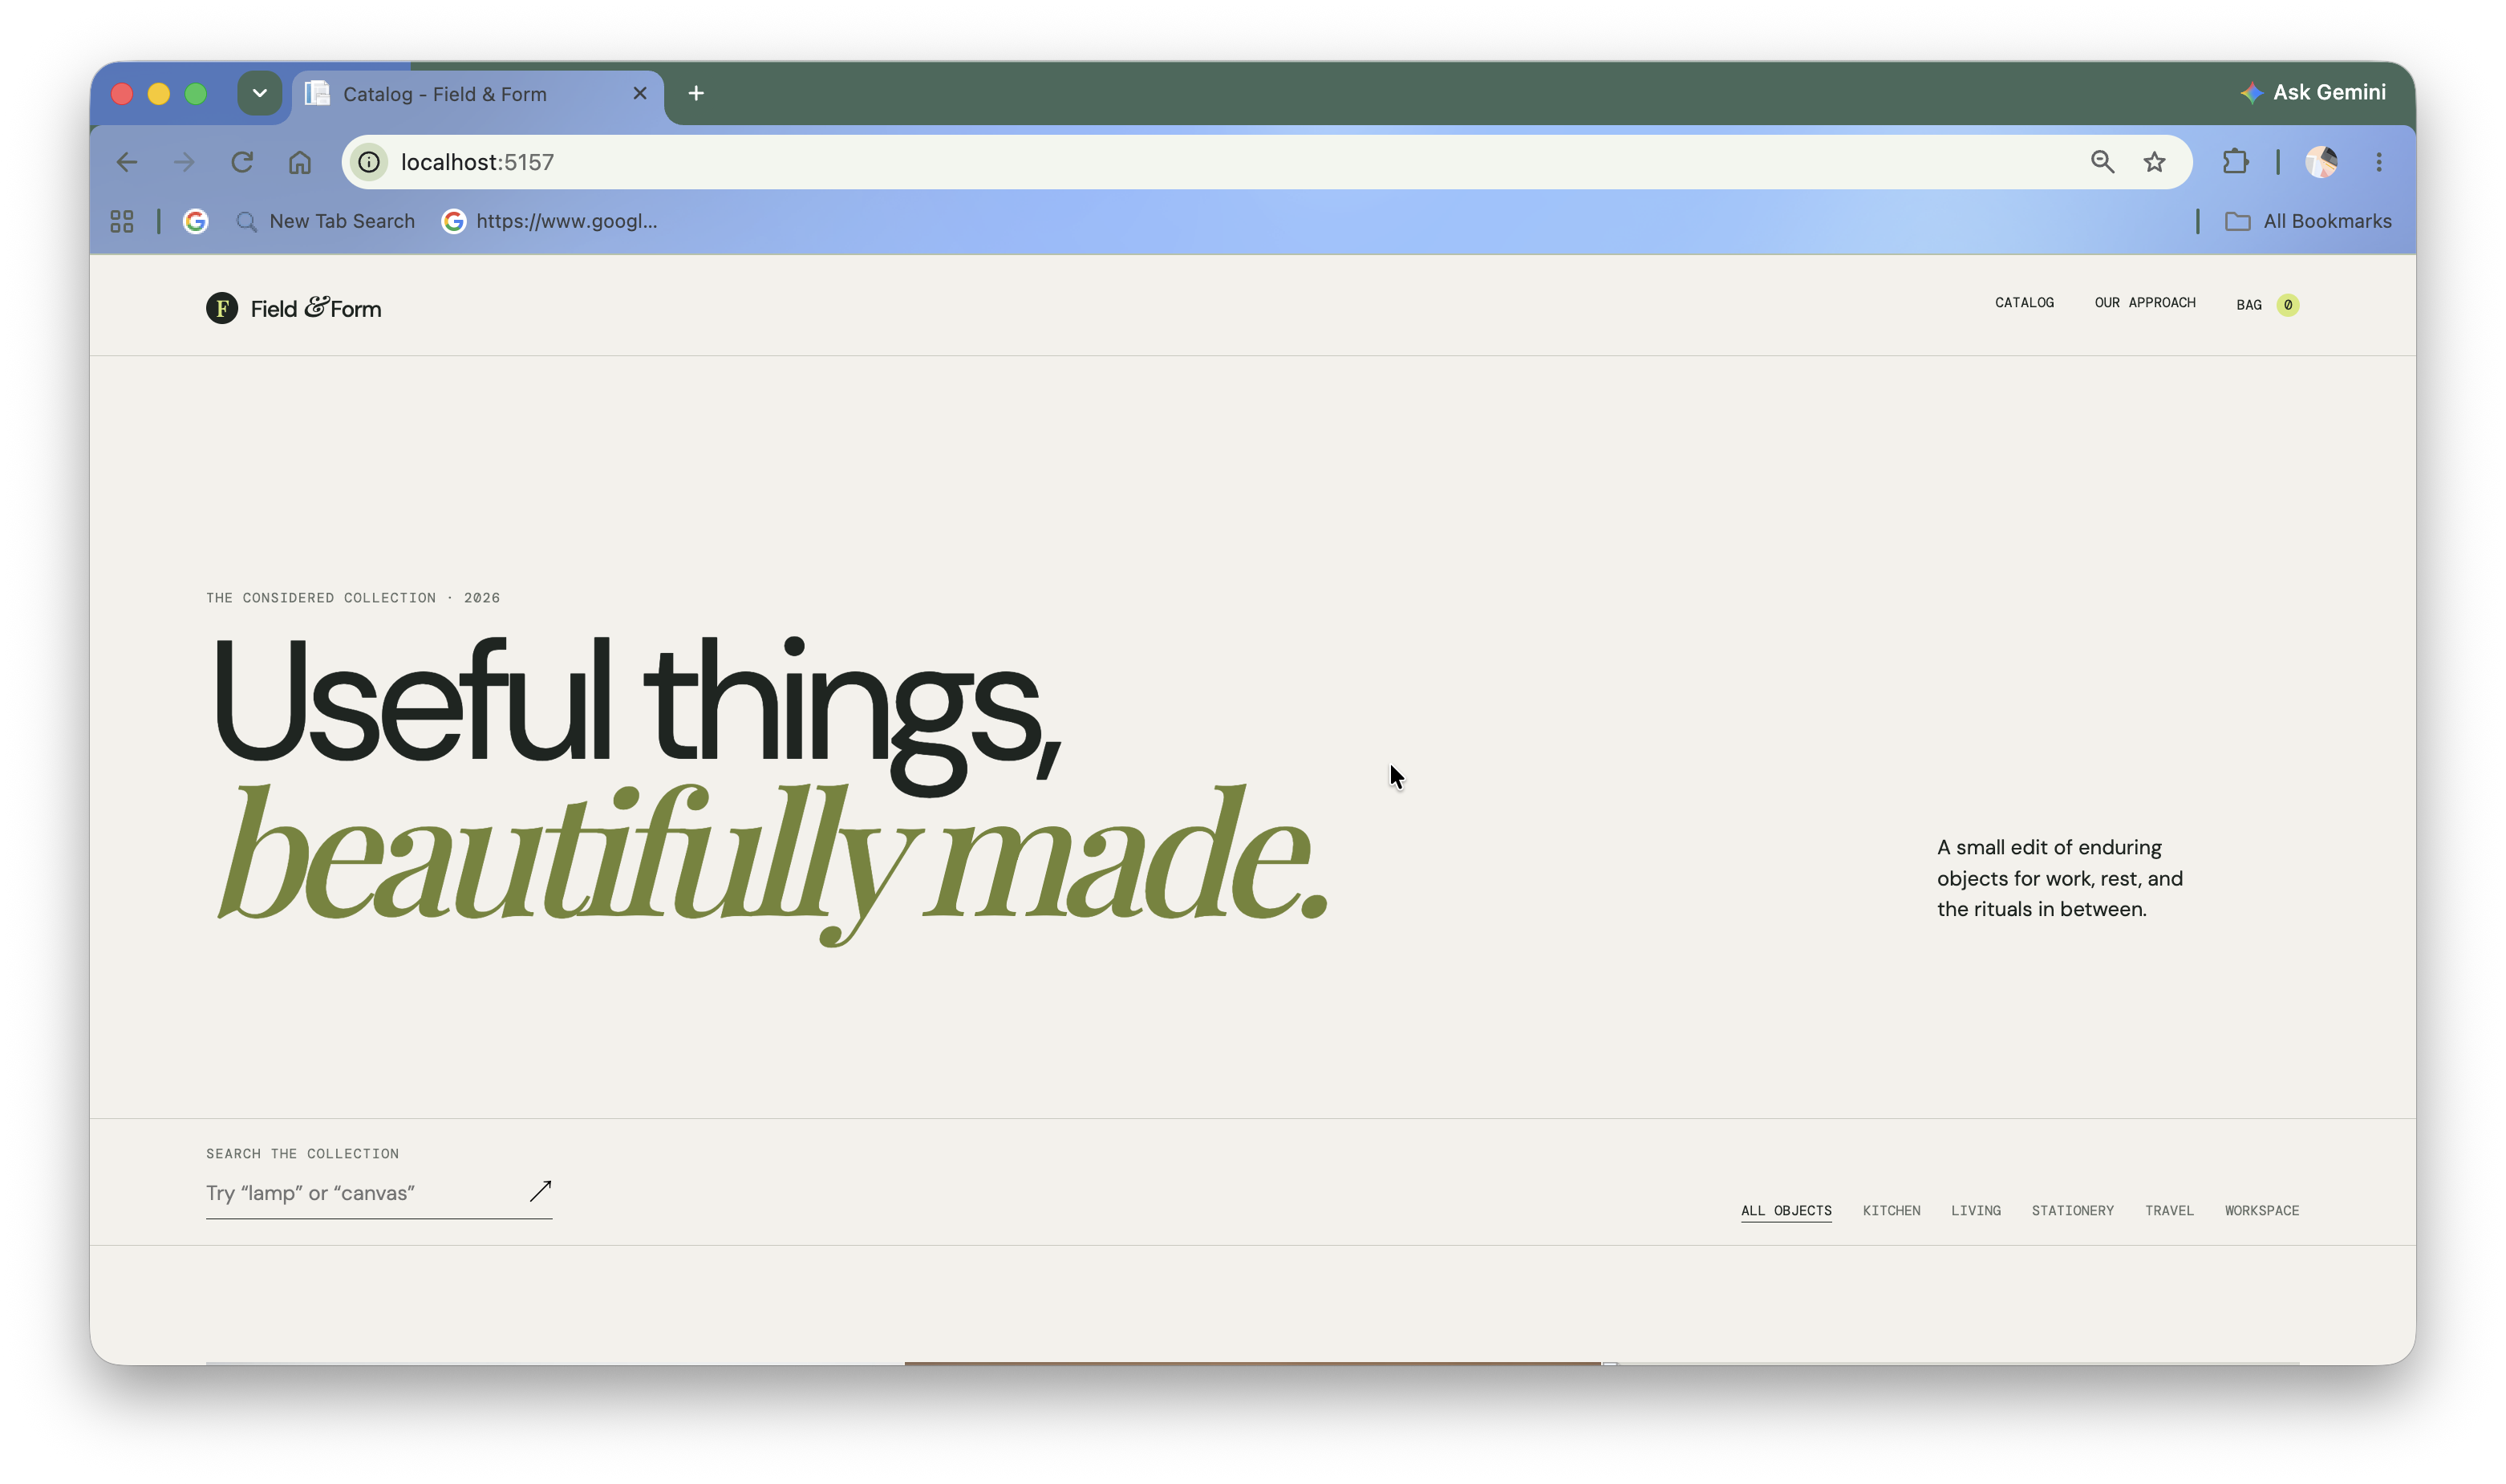 Catalog - Field & Form
Ask Gemini
localhost:5157
New Tab Search
https://www.googl...
All Bookmarks
F Field & Form
CATALOG
OUR APPROACH
BAG 0
THE CONSIDERED COLLECTION · 2026
Useful things,
beautifully made.
A small edit of enduring
objects for work, rest, and
the rituals in between.
SEARCH THE COLLECTION
Try “lamp” or “canvas”
ALL OBJECTS
KITCHEN
LIVING
STATIONERY
TRAVEL
WORKSPACE